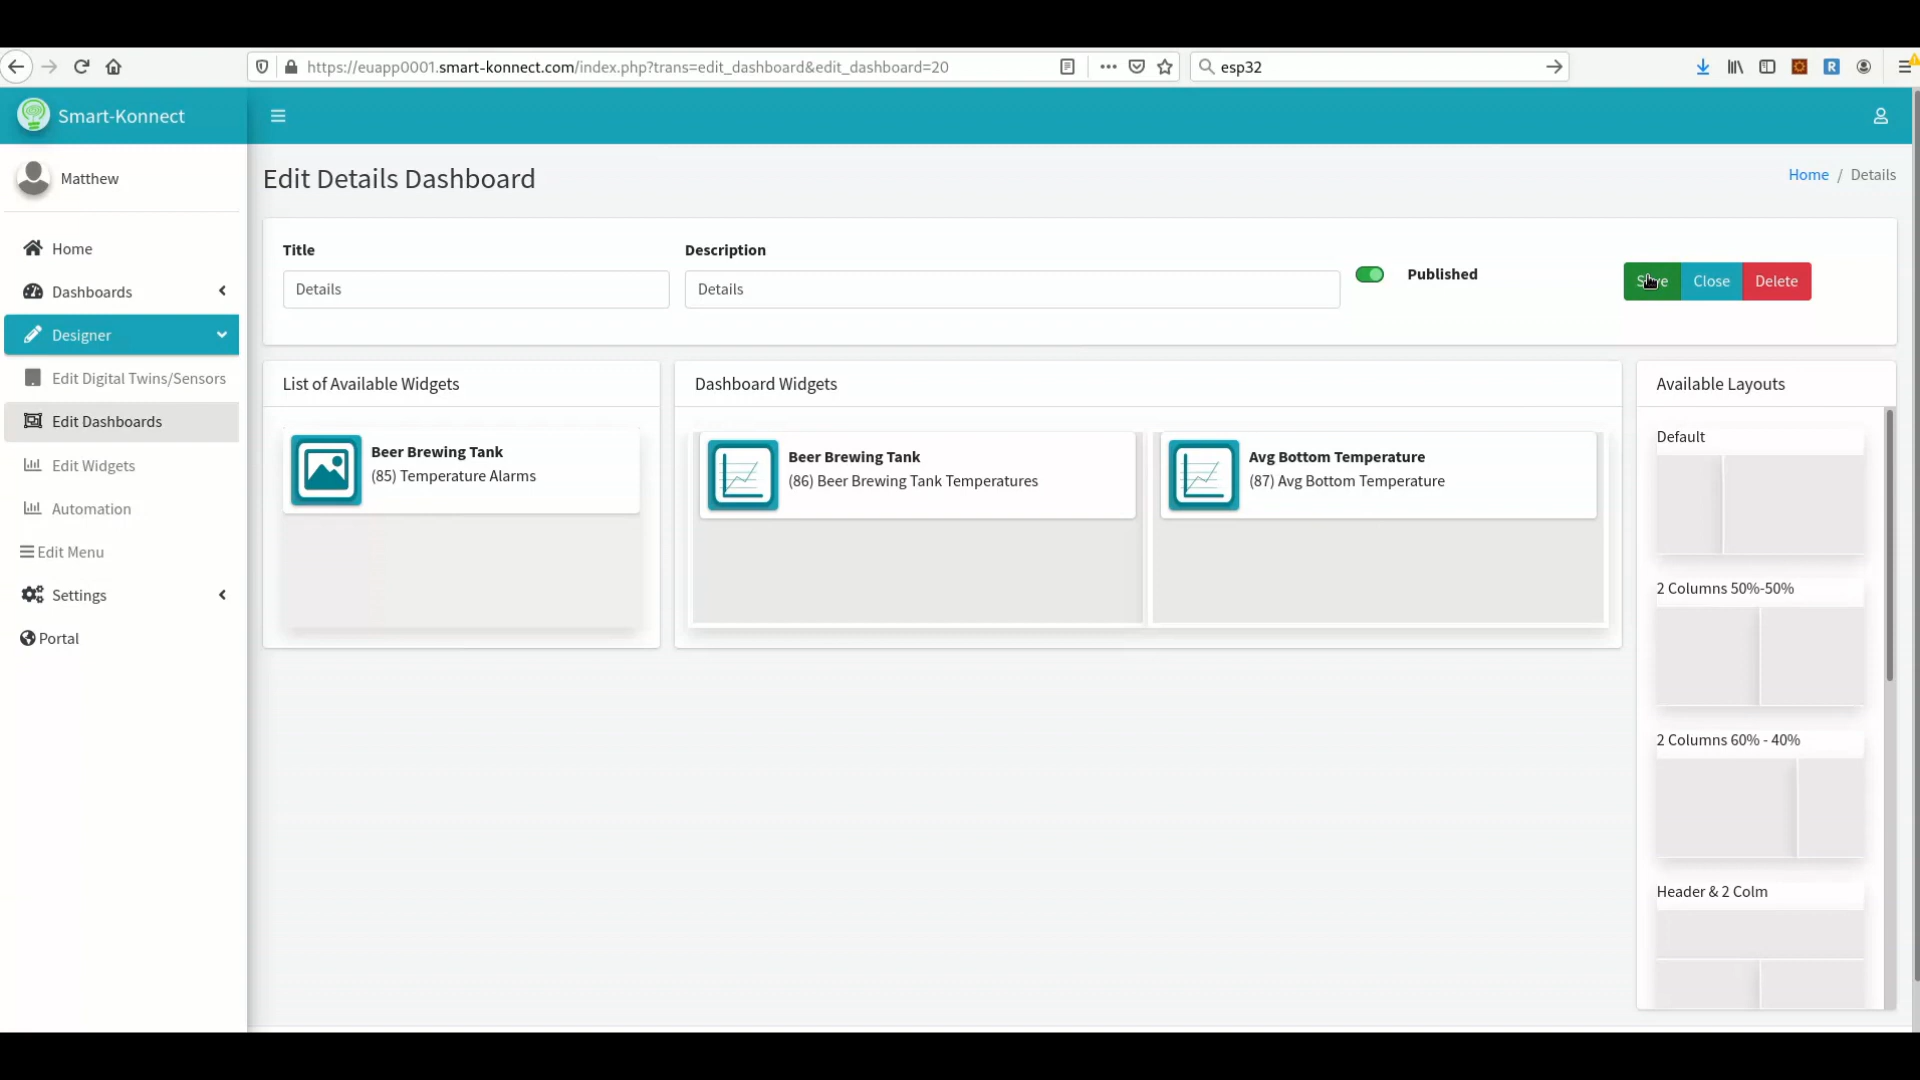 https://euapp0001.smart-konnect.com/index.php?trans=edit_dashboard&edit_dashboard=20
esp32
R
Smart-Konnect
Matthew
Edit Details Dashboard
Home / Details
Home
Dashboards
Designer
Edit Digital Twins/Sensors
Edit Dashboards
Edit Widgets
Automation
Edit Menu
Settings
Portal
Title
Description
Details
Details
Published
Save
Close
Delete
List of Available Widgets
Beer Brewing Tank
(85) Temperature Alarms
Dashboard Widgets
Beer Brewing Tank
(86) Beer Brewing Tank Temperatures
Avg Bottom Temperature
(87) Avg Bottom Temperature
Available Layouts
Default
2 Columns 50%-50%
2 Columns 60% - 40%
Header & 2 Colm